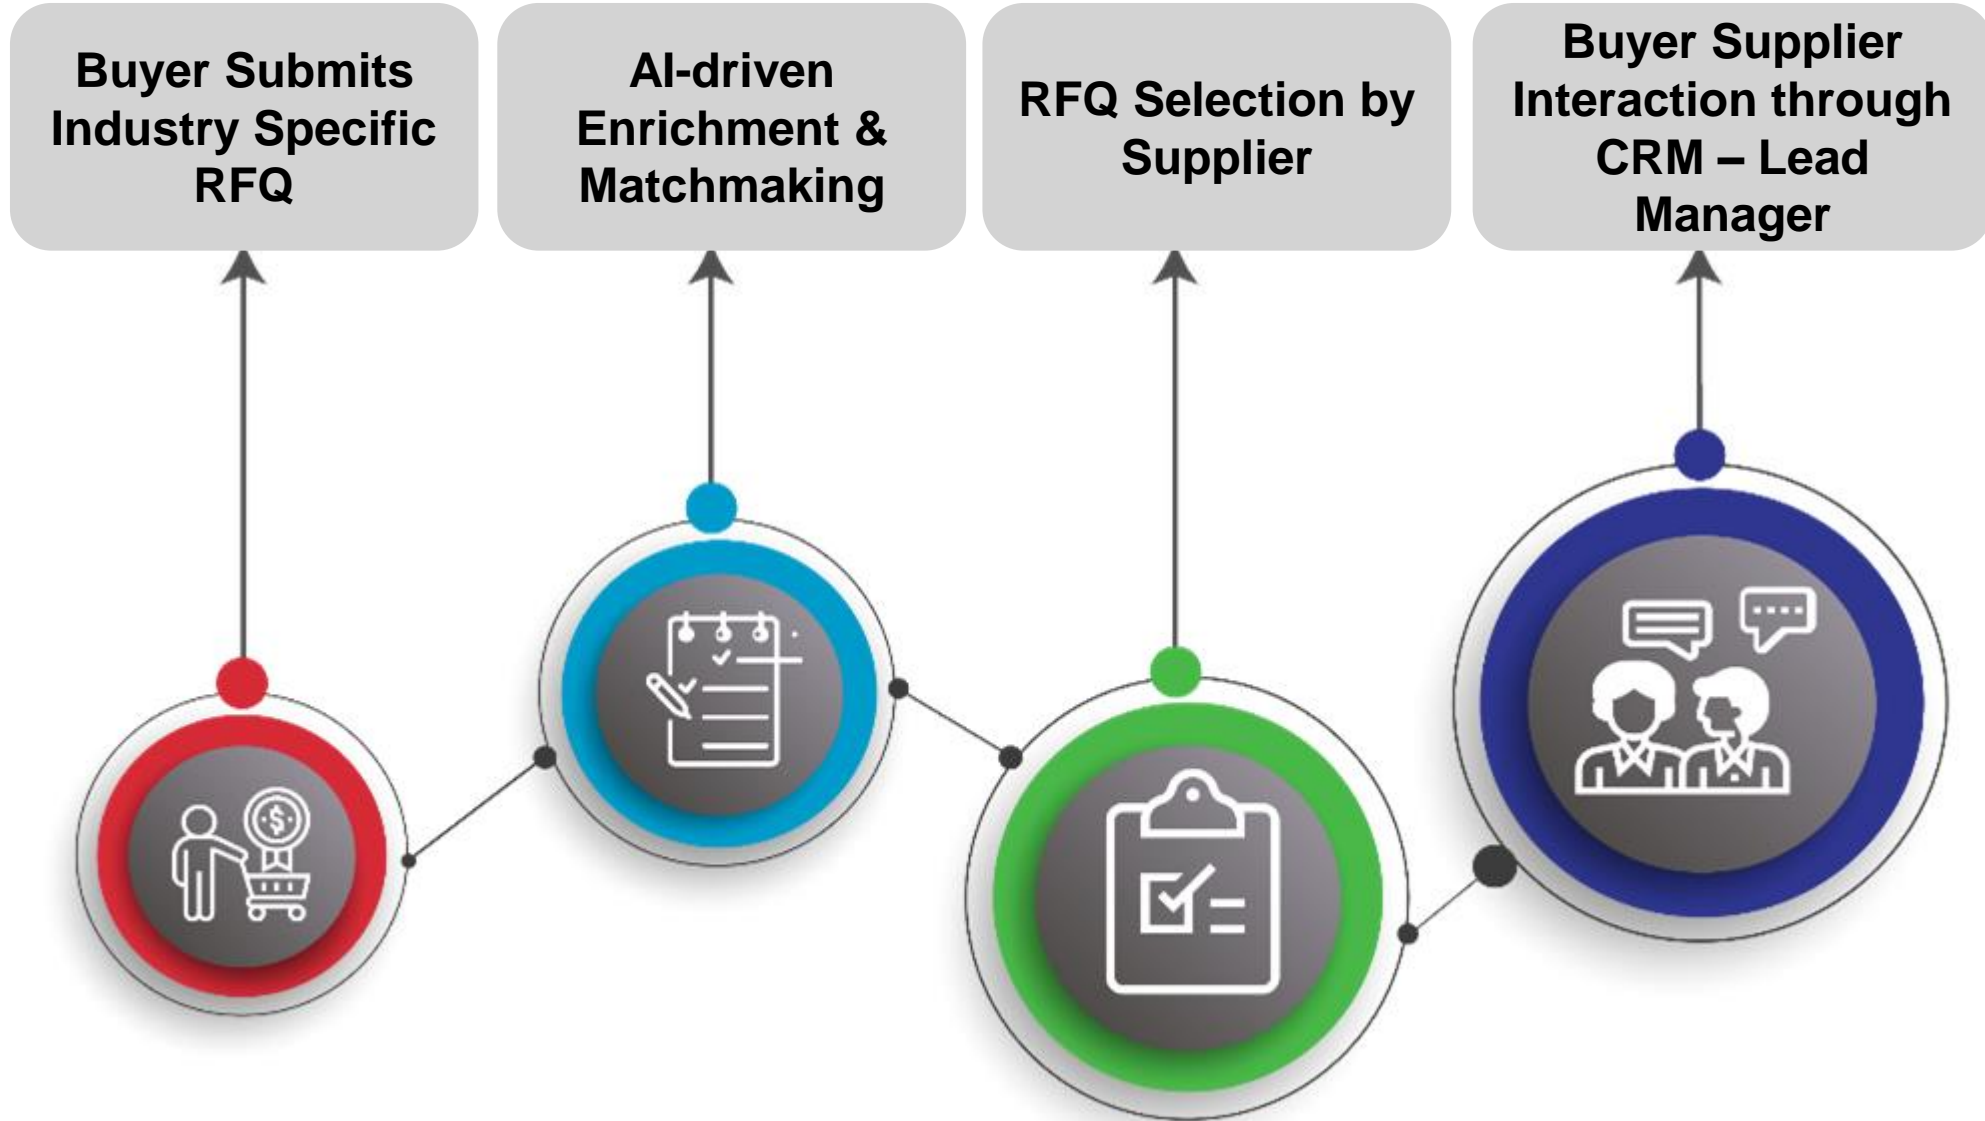 Buyer Submits
Industry Specific
RFQ
AI-driven
Enrichment &
Matchmaking
RFQ Selection by
Supplier
Buyer Supplier
Interaction through
CRM – Lead
Manager
$